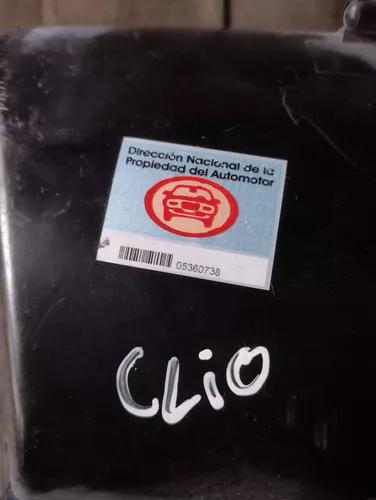 Dirección Nacional de la
Propiedad del Automotor
05360738
CLiO